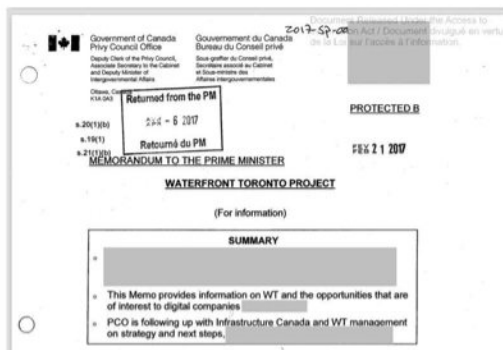 Document Released Under the Access to
Information Act / Document divulgué en vertu
de la Loi sur l'accès à l'information.
2017-SP-00
Government of Canada
Privy Council Office
Gouvernement du Canada
Bureau du Conseil privé
Deputy Clerk of the Privy Council,
Associate Secretary to the Cabinet
and Deputy Minister of
Intergovernmental Affairs
Sous-greffier du Conseil privé,
Secrétaire associé au Cabinet
et Sous-ministre des
Affaires intergouvernementales
Ottawa, Canada
K1A 0A3
Returned from the PM
- 6 2017
Retourné du PM
PROTECTED B
s.20(1)(b)
s.19(1)
s.21(1)(b)
FEB 21 2017
MEMORANDUM TO THE PRIME MINISTER
WATERFRONT TORONTO PROJECT
(For information)
SUMMARY
This Memo provides information on WT and the opportunities that are
of interest to digital companies
PCO is following up with Infrastructure Canada and WT management
on strategy and next steps,